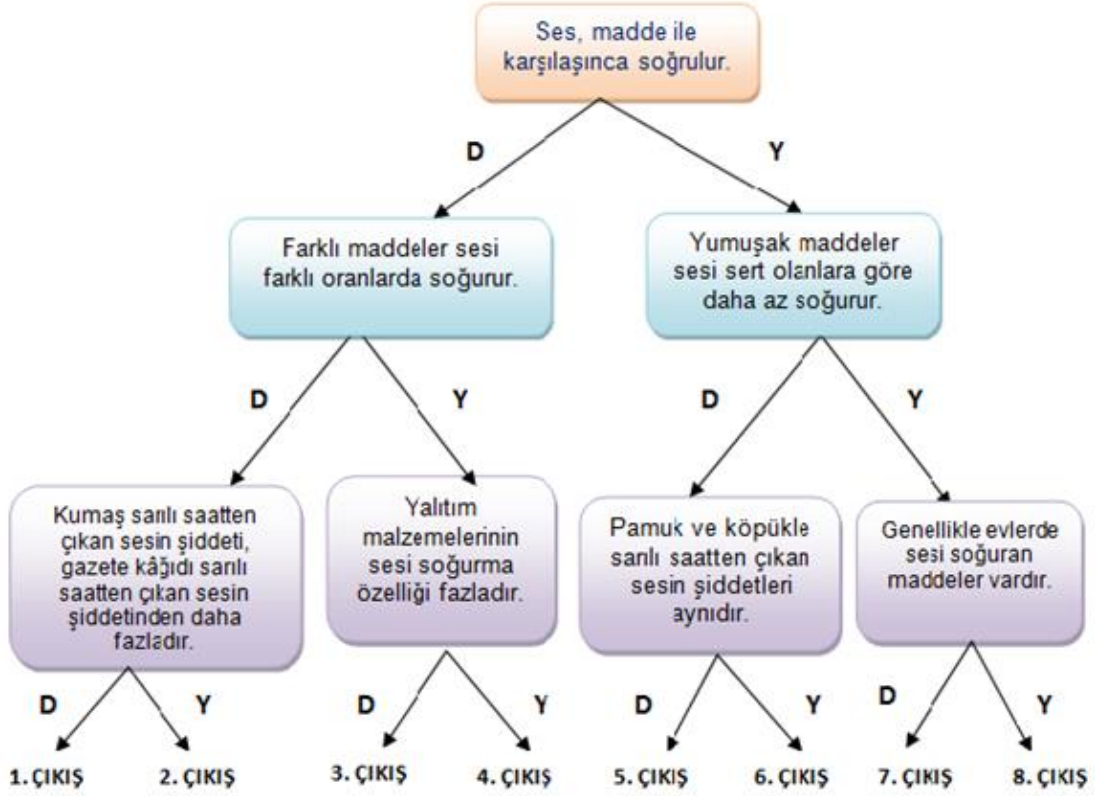 Ses, madde ile
karşılaşınca soğrulur.
D
Y
Farklı maddeler sesi
farklı oranlarda soğurur.
Yumuşak maddeler
sesi sert olanlara göre
daha az soğurur.
D
Y
D
Y
Kumaş sarılı saatten
çıkan sesin şiddeti,
gazete kâğıdı sarılı
saatten çıkan sesin
şiddetinden daha
fazladır.
Yalıtım
malzemelerinin
sesi soğurma
özelliği fazladır.
Pamuk ve köpükle
sarılı saatten çıkan
sesin şiddetleri
aynıdır.
Genellikle evlerde
sesi soğuran
maddeler vardır.
D
Y
D
Y
D
Y
D
Y
1. ÇIKIŞ
2. ÇIKIŞ
3. ÇIKIŞ
4. ÇIKIŞ
5. ÇIKIŞ
6. ÇIKIŞ
7. ÇIKIŞ
8. ÇIKIŞ